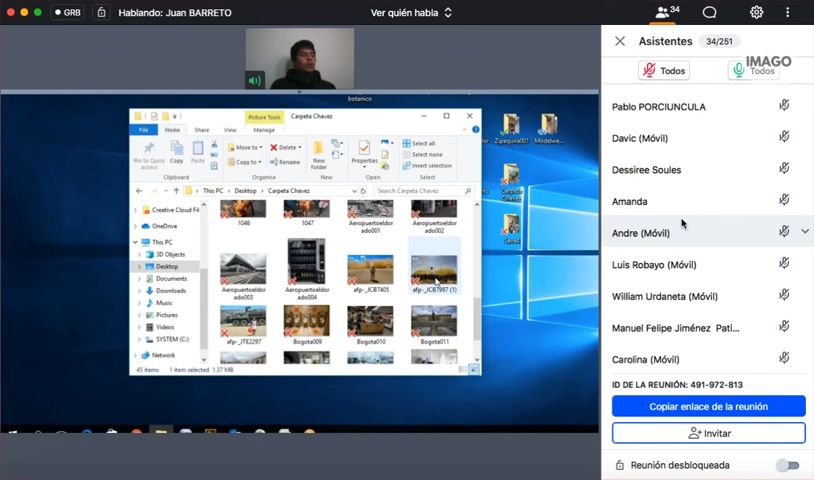 GRB
Hablando: Juan BARRETO
Ver quién habla
34
botanico
Picture Tools
Carpeta Chavez
File
Home
Share
View
Manage
Pin to Quick access
Copy
Paste
Move to
Copy to
Delete
Rename
New folder
Properties
Select all
Select none
Invert selection
Clipboard
Organise
New
Open
Select
This PC
Desktop
Carpeta Chavez
Search Carpeta Chavez
Creative Cloud Fil
OneDrive
This PC
3D Objects
Desktop
Documents
Downloads
Music
Pictures
Videos
SYSTEM (C:)
Network
1046
1047
Aeropuertoeldorado001
Aeropuertoeldorado002
Aeropuertoeldorado003
Aeropuertoeldorado004
afp-_JCB7405
afp-_JCB7997 (1)
afp-_JTE2297
Bogota009
Bogota010
Bogota011
45 items
1 item selected
1.37 MB
Zipaquira001
Carpeta Chavez
Asistentes
34/251
IMAGO
Todos
Todos
Pablo PORCIUNCULA
Davic (Móvil)
Dessiree Soules
Amanda
Andre (Móvil)
Luis Robayo (Móvil)
William Urdaneta (Móvil)
Manuel Felipe Jiménez Pati...
Carolina (Móvil)
ID DE LA REUNIÓN: 491-972-813
Copiar enlace de la reunión
Invitar
Reunión desbloqueada